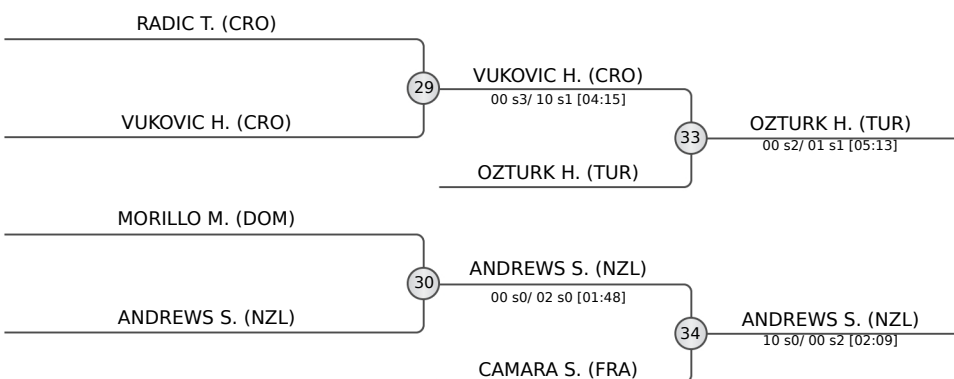 RADIC T. (CRO)
29
VUKOVIC H. (CRO)
00 s3/ 10 s1 [04:15]
VUKOVIC H. (CRO)
33
OZTURK H. (TUR)
00 s2/ 01 s1 [05:13]
OZTURK H. (TUR)
MORILLO M. (DOM)
30
ANDREWS S. (NZL)
00 s0/ 02 s0 [01:48]
ANDREWS S. (NZL)
34
ANDREWS S. (NZL)
10 s0/ 00 s2 [02:09]
CAMARA S. (FRA)